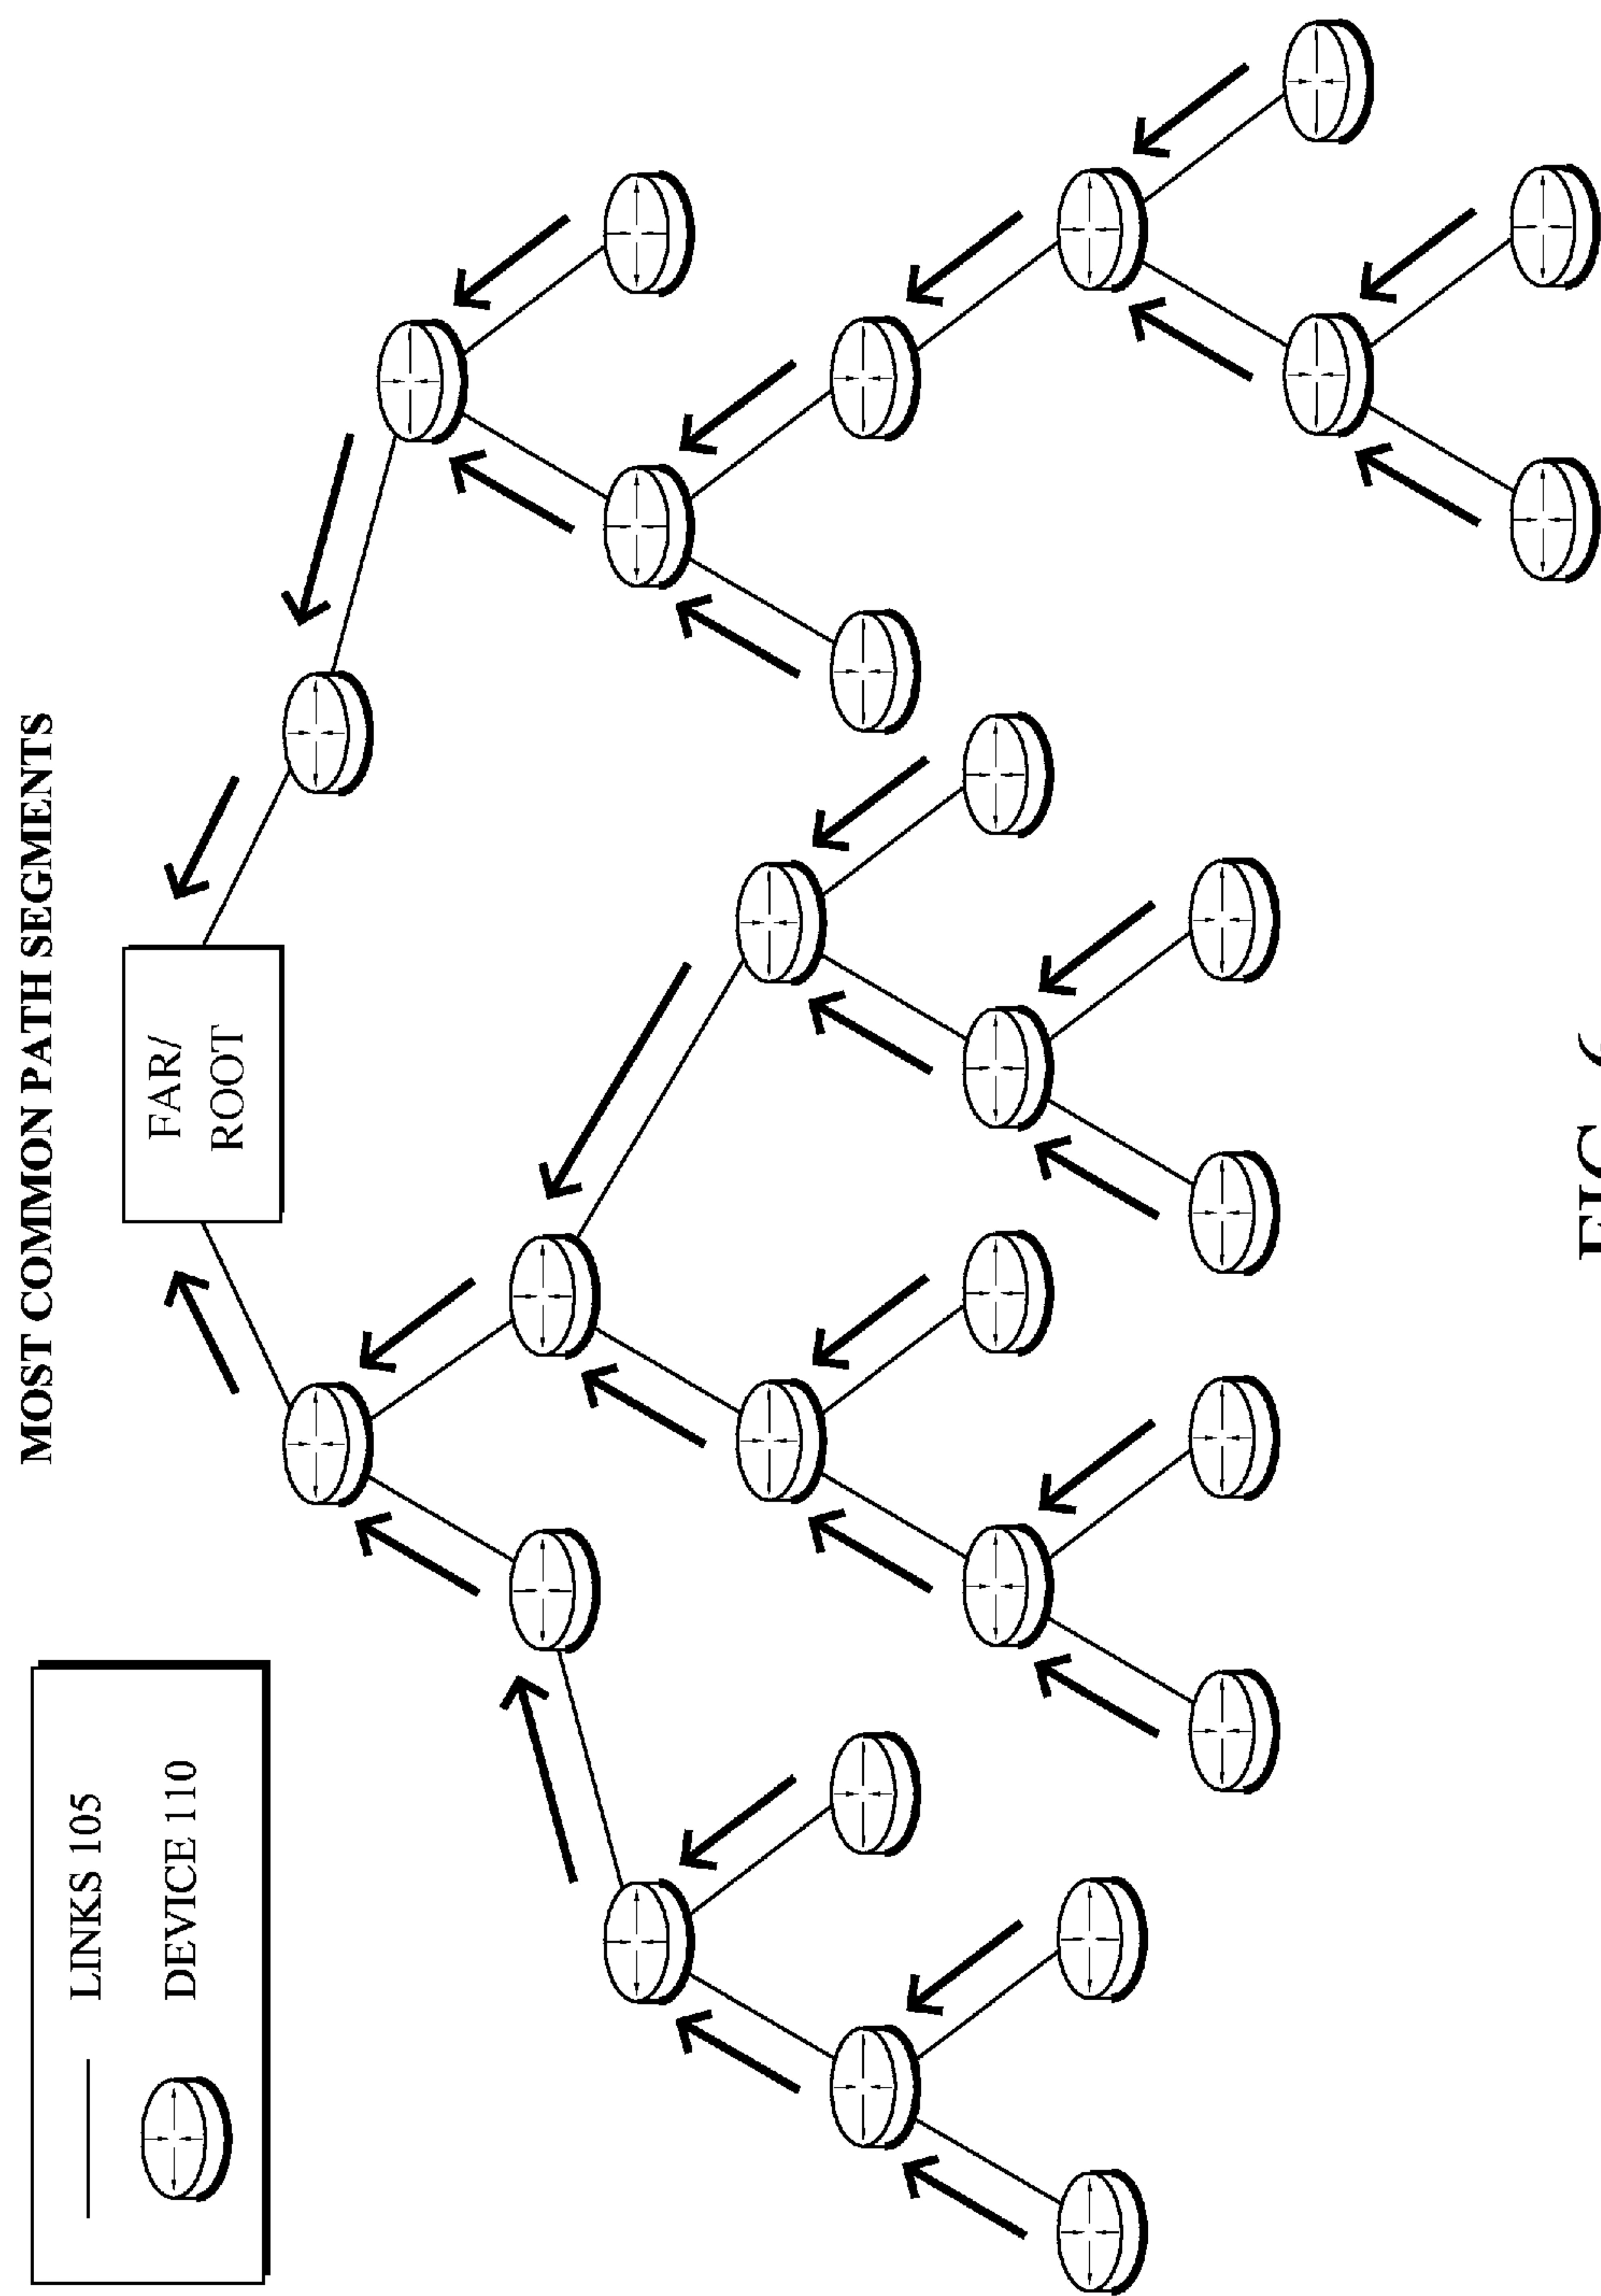 MOST COMMON PATH SEGMENTS
LINKS 105
DEVICE 110
FAR/
ROOT